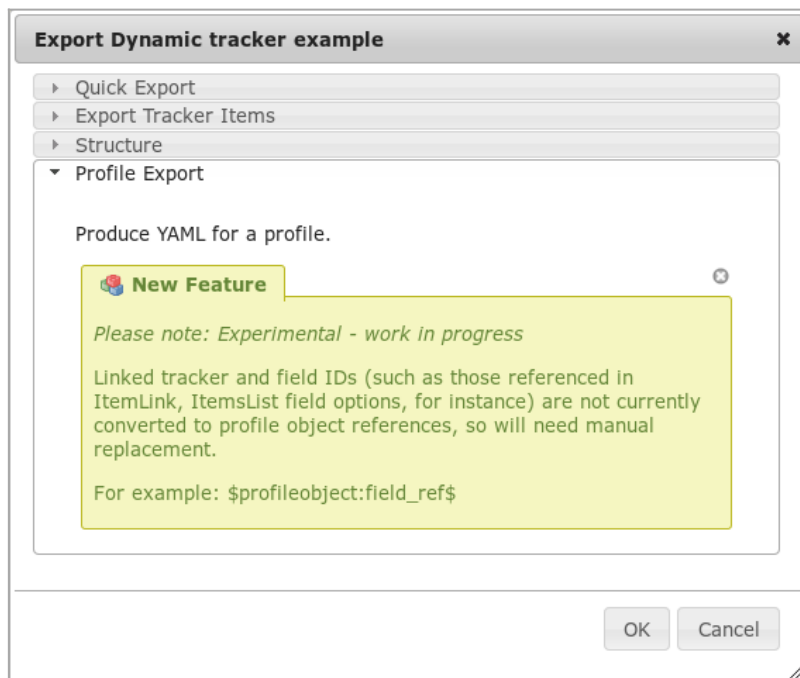 Export Dynamic tracker example
Quick Export
Export Tracker Items
Structure
Profile Export
Produce YAML for a profile.
New Feature
Please note: Experimental - work in progress
Linked tracker and field IDs (such as those referenced in
ItemLink, ItemsList field options, for instance) are not currently
converted to profile object references, so will need manual
replacement.
For example: $profileobject:field_ref$
OK
Cancel